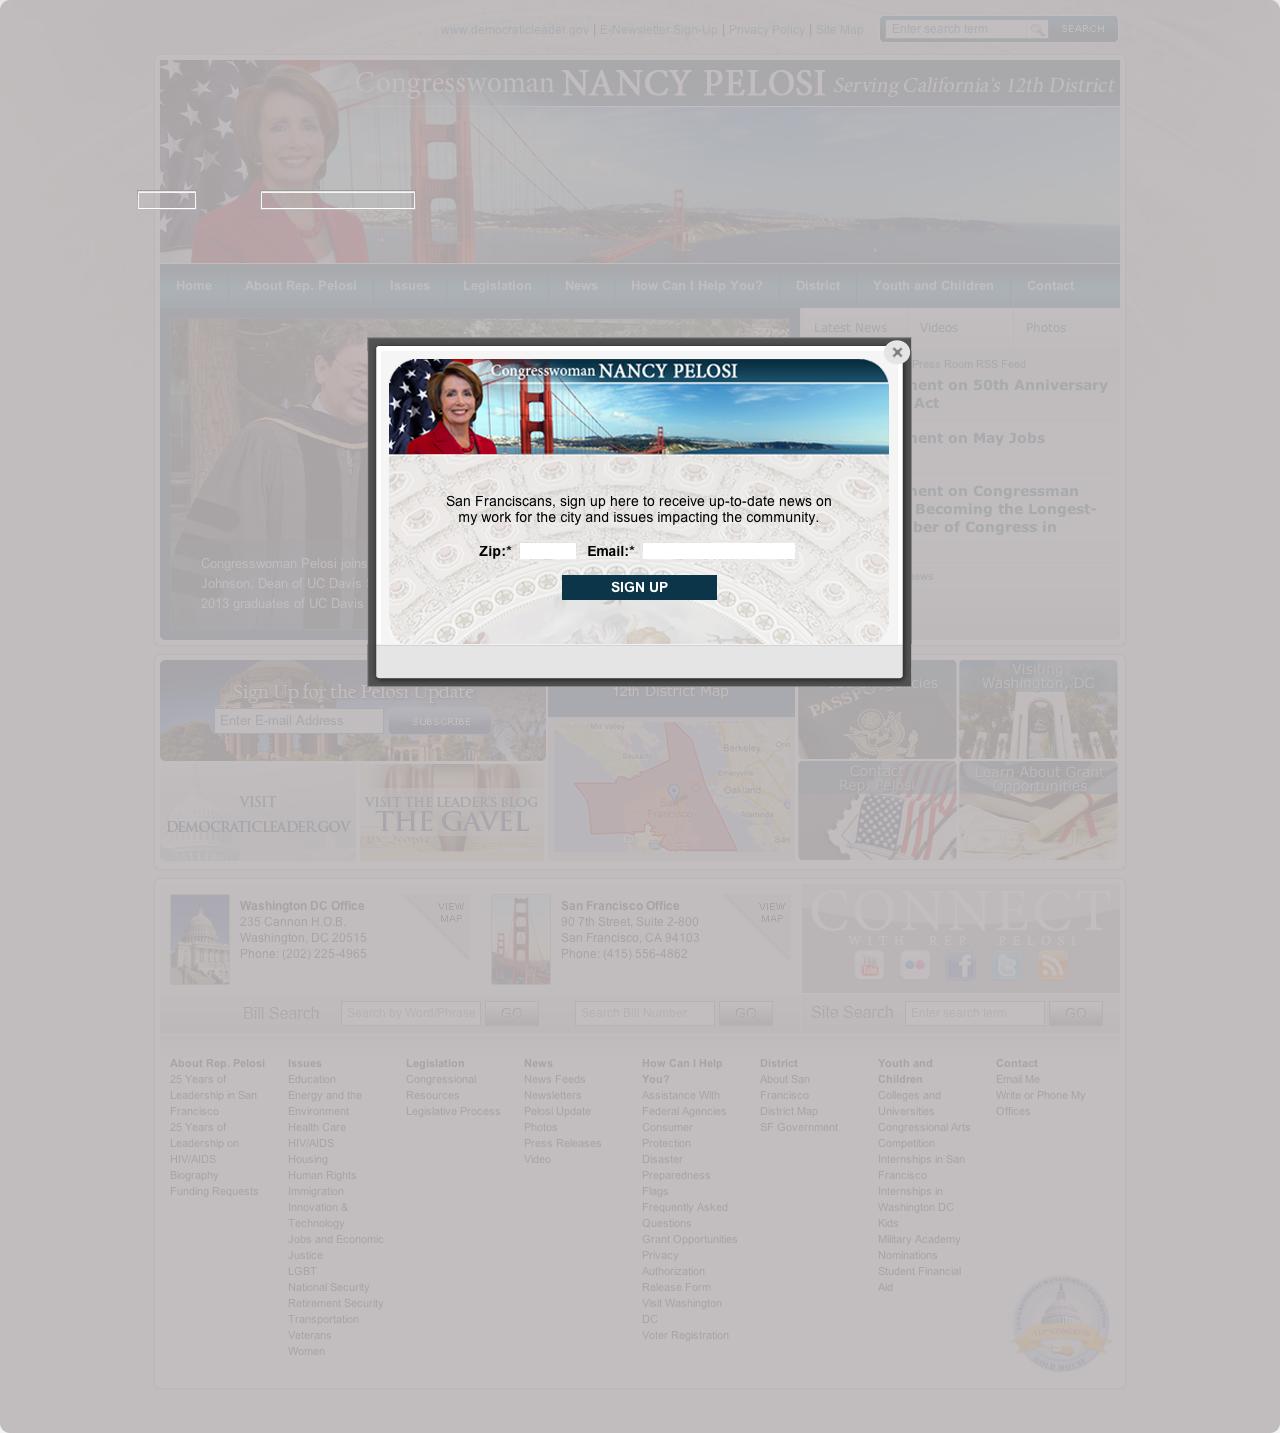 www.democraticleader.gov | E-Newsletter Sign-Up | Privacy Policy | Site Map
Enter search term
SEARCH
Congresswoman NANCY PELOSI Serving California's 12th District
Home
About Rep. Pelosi
Issues
Legislation
News
How Can I Help You?
District
Youth and Children
Contact
Latest News
Videos
Photos
Press Room RSS Feed
ment on 50th Anniversary
Act
ment on May Jobs
ment on Congressman
Becoming the Longest-
ber of Congress in
news
Congresswoman Pelosi joins
Johnson, Dean of UC Davis
2013 graduates of UC Davis
Congresswoman NANCY PELOSI
San Franciscans, sign up here to receive up-to-date news on
my work for the city and issues impacting the community.
Zip:*
Email:*
SIGN UP
Sign Up for the Pelosi Update
Enter E-mail Address
SUBSCRIBE
VISIT
DEMOCRATICLEADER.GOV
VISIT THE LEADER'S BLOG
THE GAVEL
12th District Map
Mill Valley
Sausalito
Berkeley
Emeryville
Oakland
Alameda
San
Francisco
San
PASSPORT
cies
Visiting
Washington, DC
Contact
Rep. Pelosi
Learn About Grant
Opportunities
Washington DC Office
235 Cannon H.O.B.
Washington, DC 20515
Phone: (202) 225-4965
VIEW
MAP
San Francisco Office
90 7th Street, Suite 2-800
San Francisco, CA 94103
Phone: (415) 556-4862
VIEW
MAP
CONNECT
WITH REP. PELOSI
You
Tube
Bill Search
Search by Word/Phrase
GO
Search Bill Number
GO
Site Search
Enter search term
GO
About Rep. Pelosi
25 Years of
Leadership in San
Francisco
25 Years of
Leadership on
HIV/AIDS
Biography
Funding Requests
Issues
Education
Energy and the
Environment
Health Care
HIV/AIDS
Housing
Human Rights
Immigration
Innovation &
Technology
Jobs and Economic
Justice
LGBT
National Security
Retirement Security
Transportation
Veterans
Women
Legislation
Congressional
Resources
Legislative Process
News
News Feeds
Newsletters
Pelosi Update
Photos
Press Releases
Video
How Can I Help
You?
Assistance With
Federal Agencies
Consumer
Protection
Disaster
Preparedness
Flags
Frequently Asked
Questions
Grant Opportunities
Privacy
Authorization
Release Form
Visit Washington
DC
Voter Registration
District
About San
Francisco
District Map
SF Government
Youth and
Children
Colleges and
Universities
Congressional Arts
Competition
Internships in San
Francisco
Internships in
Washington DC
Kids
Military Academy
Nominations
Student Financial
Aid
Contact
Email Me
Write or Phone My
Offices